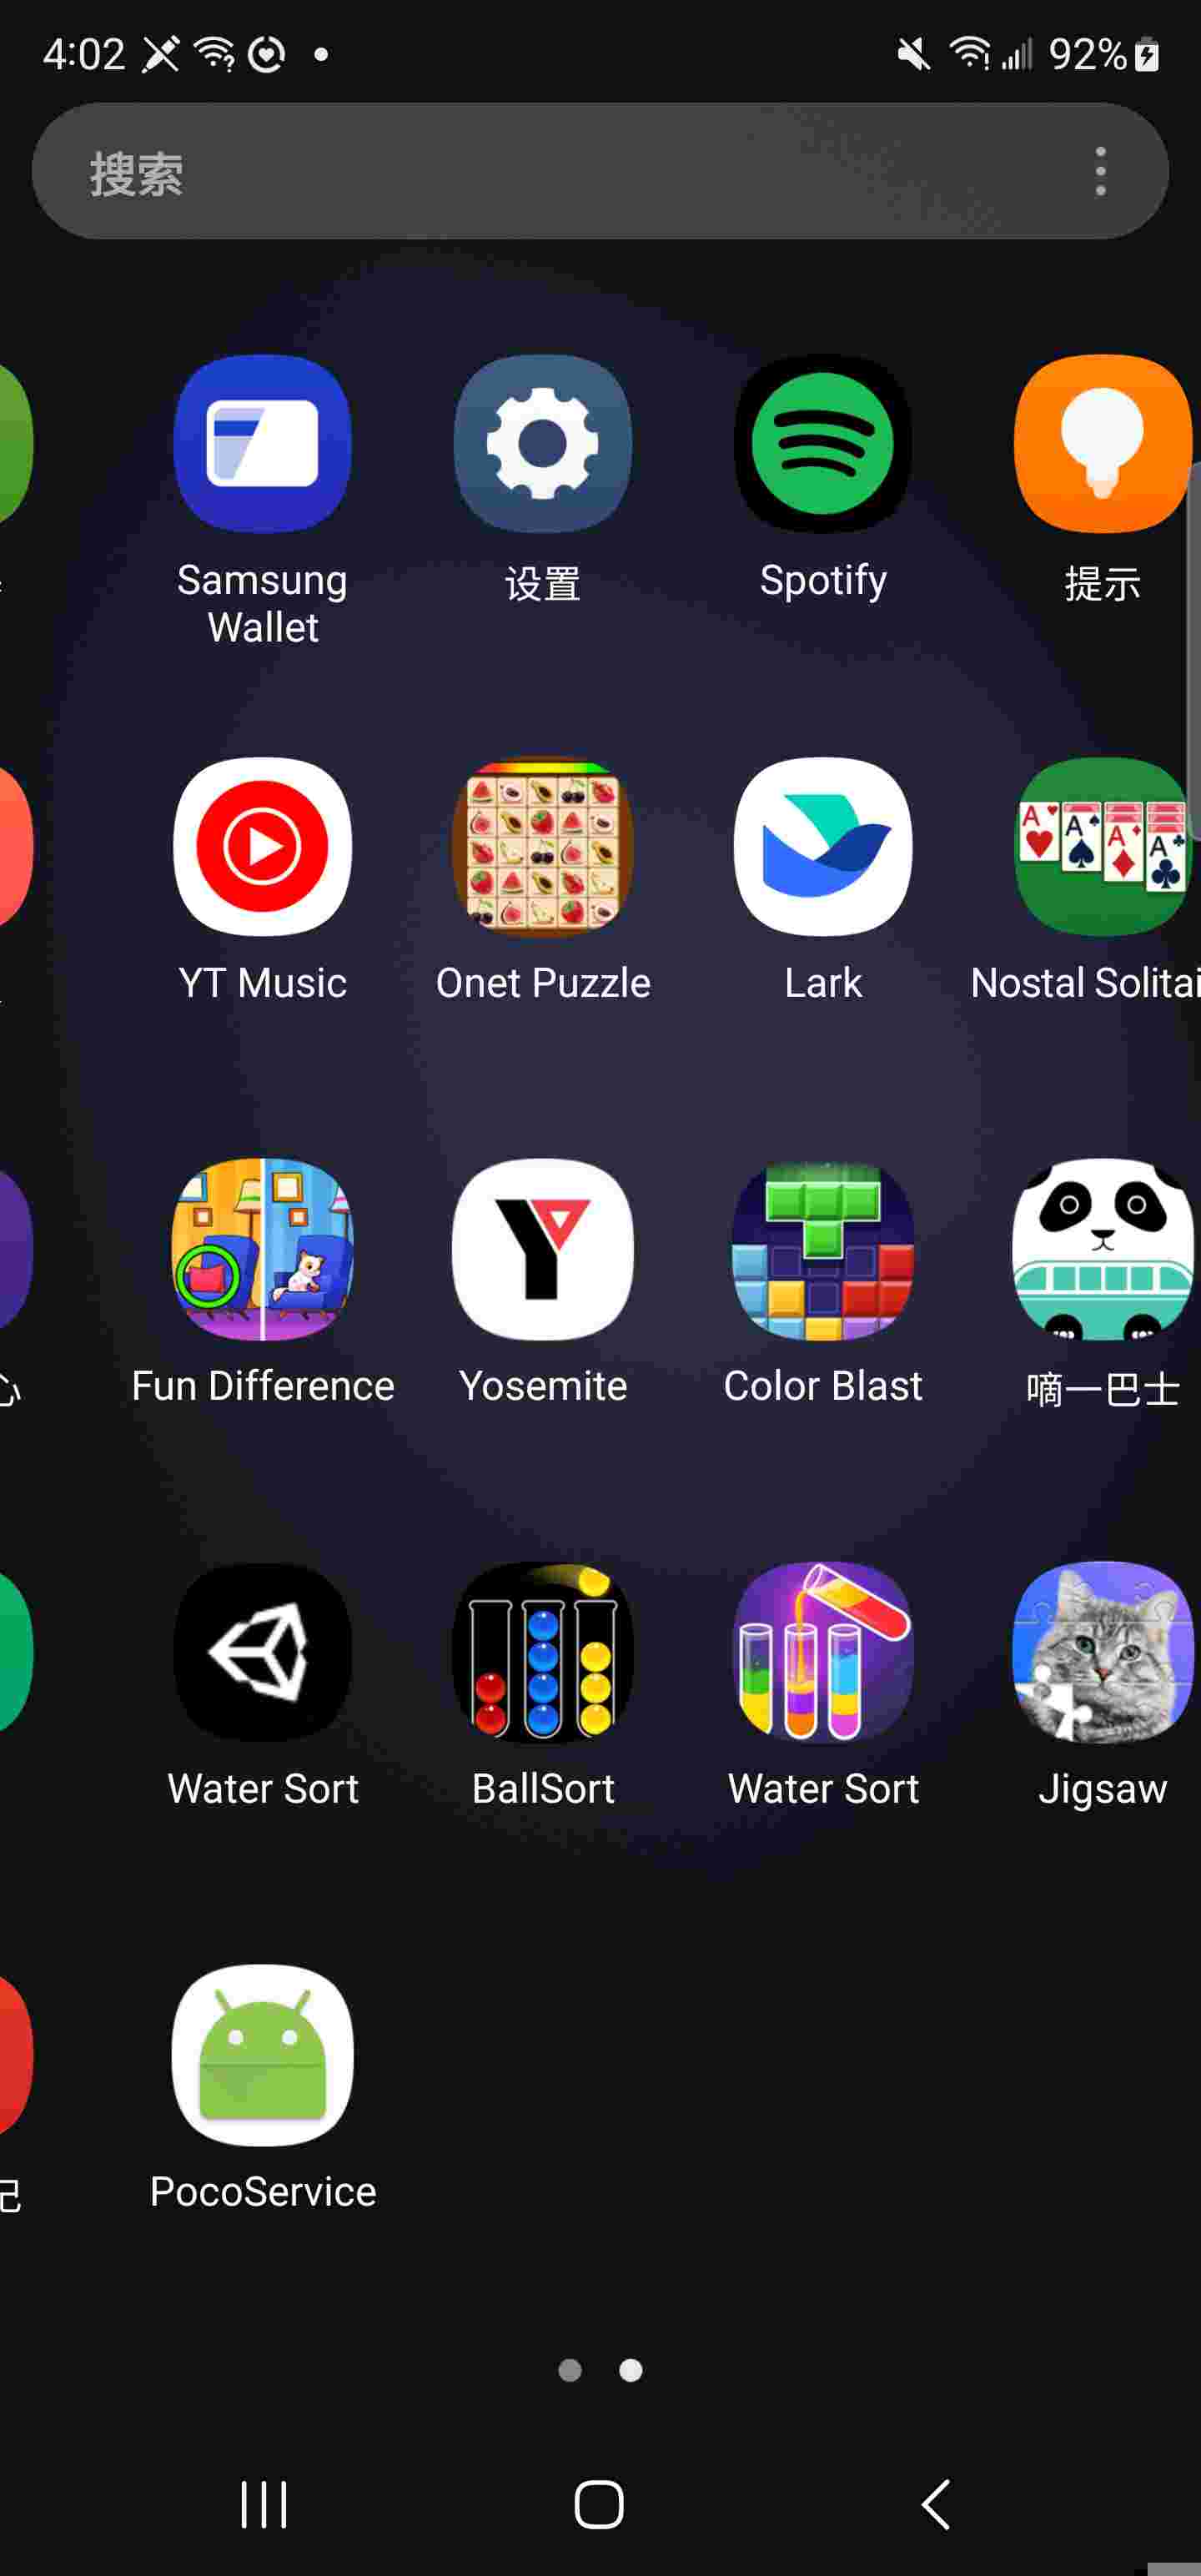 4:02
92%
搜索
Samsung
Wallet
设置
Spotify
提示
YT Music
Onet Puzzle
Lark
Nostal Solitai
Fun Difference
Yosemite
Color Blast
嘀一巴士
Water Sort
BallSort
Water Sort
Jigsaw
记
PocoService